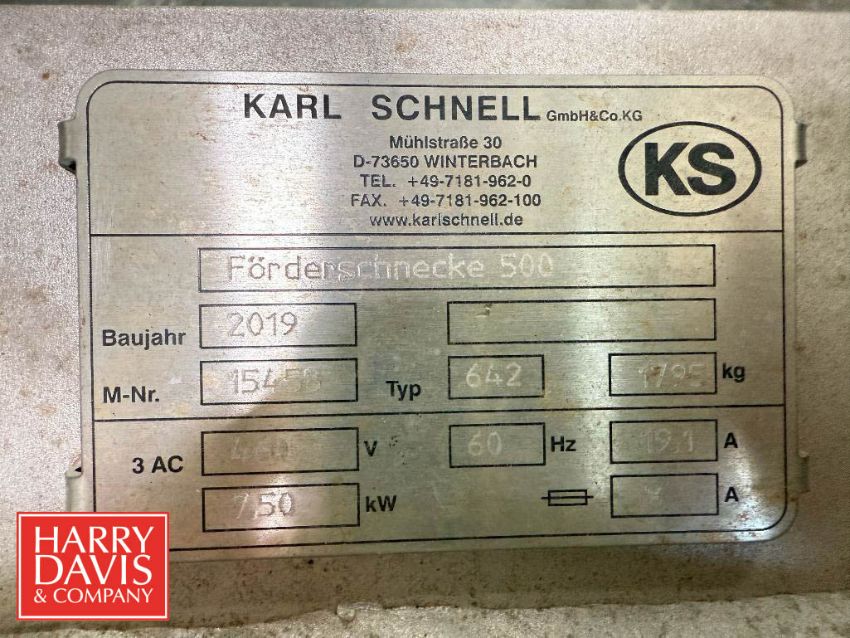 KARL SCHNELL GmbH&Co.KG
Mühlstraße 30
D-73650 WINTERBACH
TEL. +49-7181-962-0
FAX. +49-7181-962-100
www.karlschnell.de
KS
Förderschnecke 500
Baujahr 2019
M-Nr. Typ 642 kg
3 AC 460 V 60 Hz 19,1 A
7,50 kW A
HARRY
DAVIS
& COMPANY